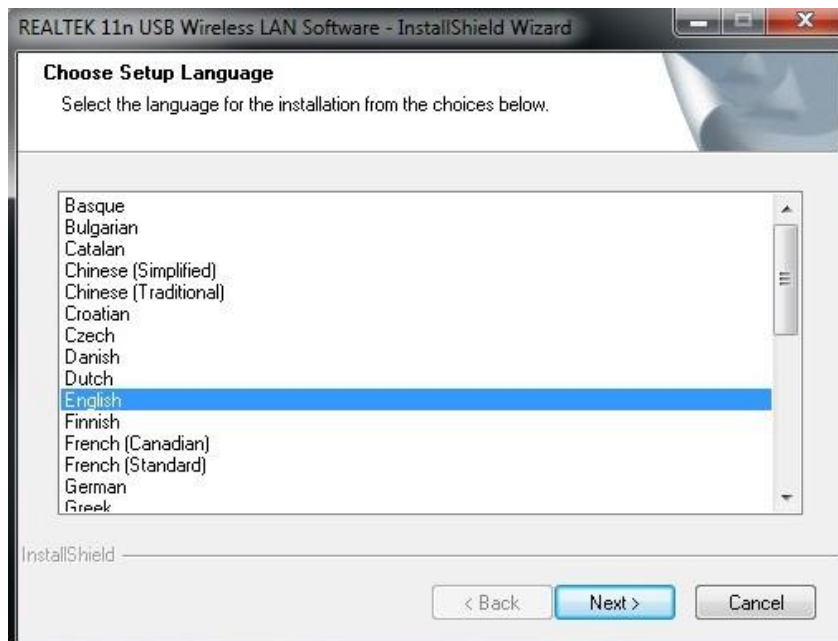 REALTEK 11n USB Wireless LAN Software - InstallShield Wizard
Choose Setup Language
Select the language for the installation from the choices below.
Basque
Bulgarian
Catalan
Chinese (Simplified)
Chinese (Traditional)
Croatian
Czech
Danish
Dutch
English
Finnish
French (Canadian)
French (Standard)
German
Greek
InstallShield
< Back Next > Cancel